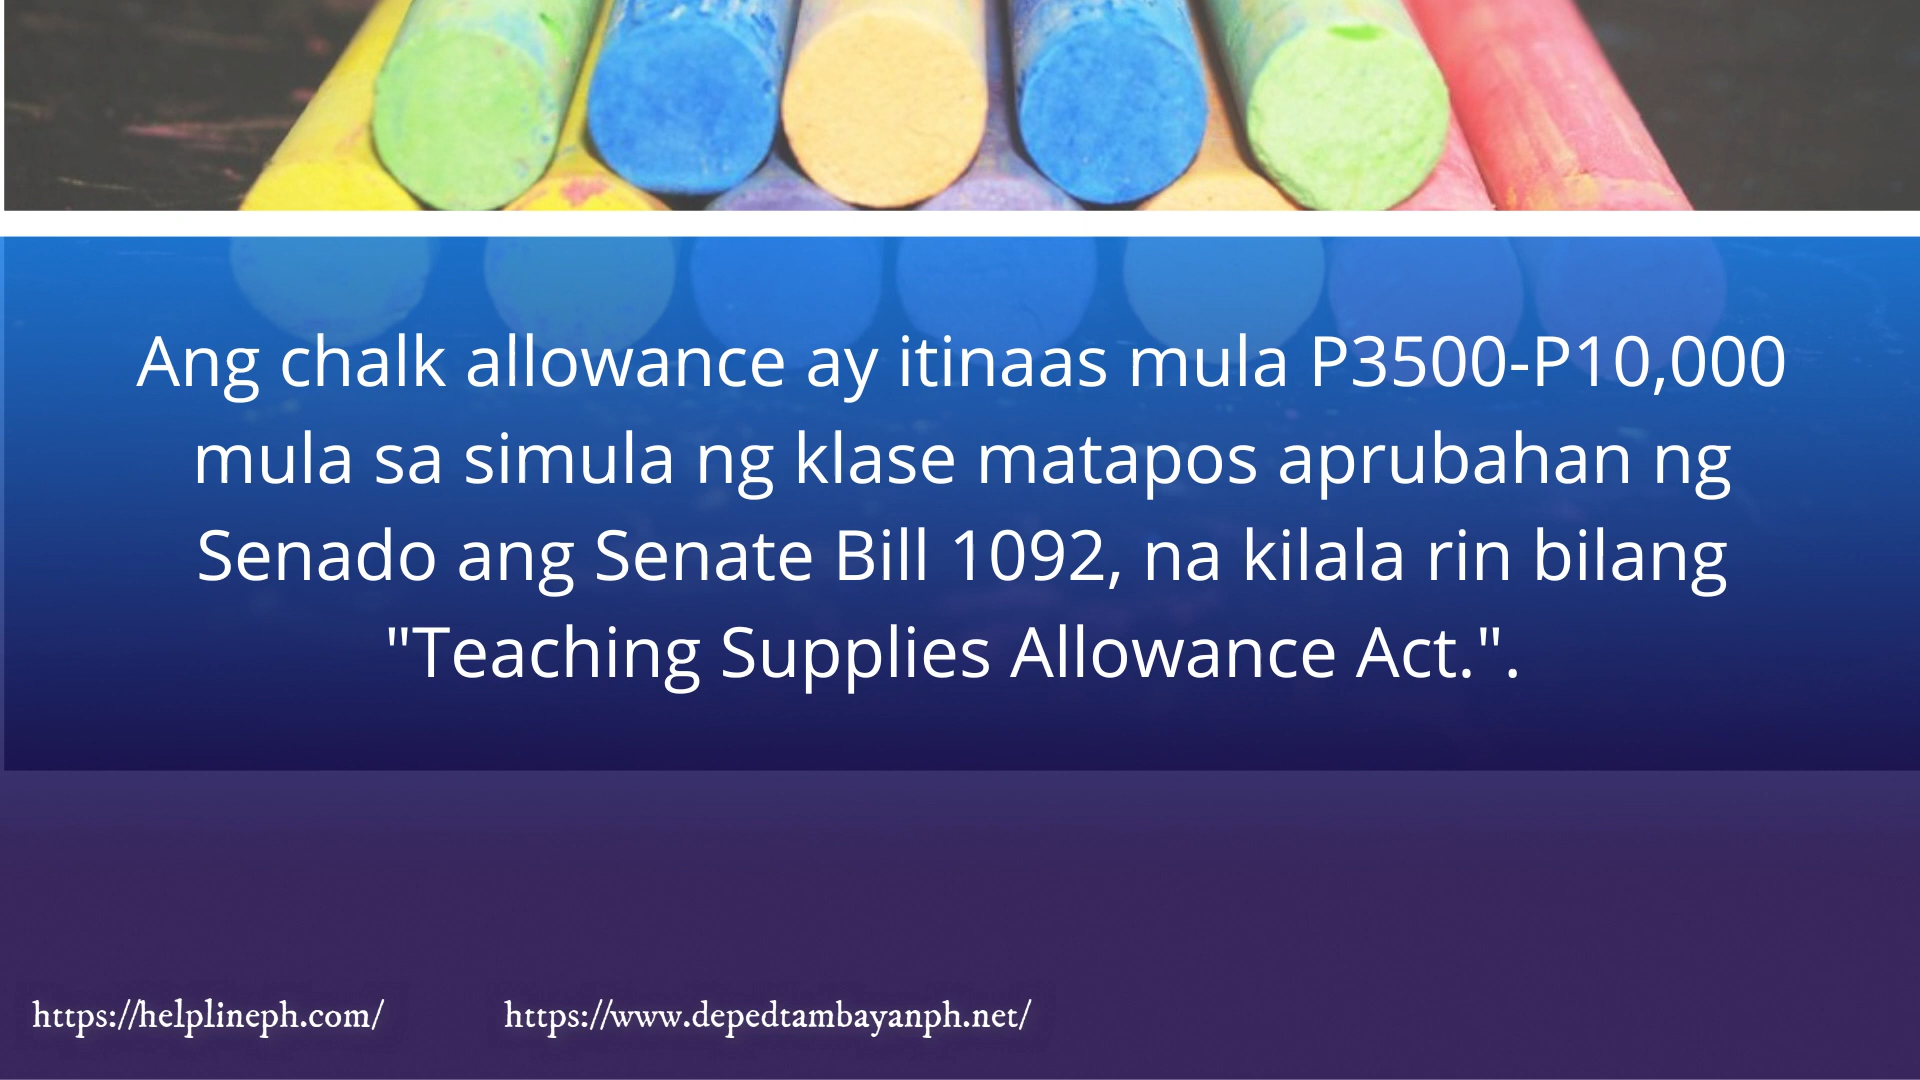 Ang chalk allowance ay itinaas mula P3500-P10,000
mula sa simula ng klase matapos aprubahan ng
Senado ang Senate Bill 1092, na kilala rin bilang
"Teaching Supplies Allowance Act.".
https://helplineph.com/
https://www.depedtambayanph.net/